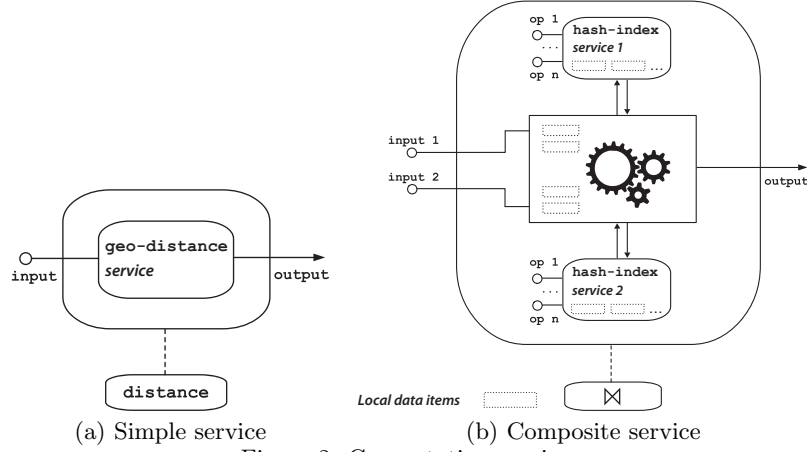 geo-distance
service
input
output
distance
(a) Simple service
op 1
...
op n
hash-index
service 1
...
input 1
input 2
output
op 1
...
op n
hash-index
service 2
...
Local data items
⋈
(b) Composite service